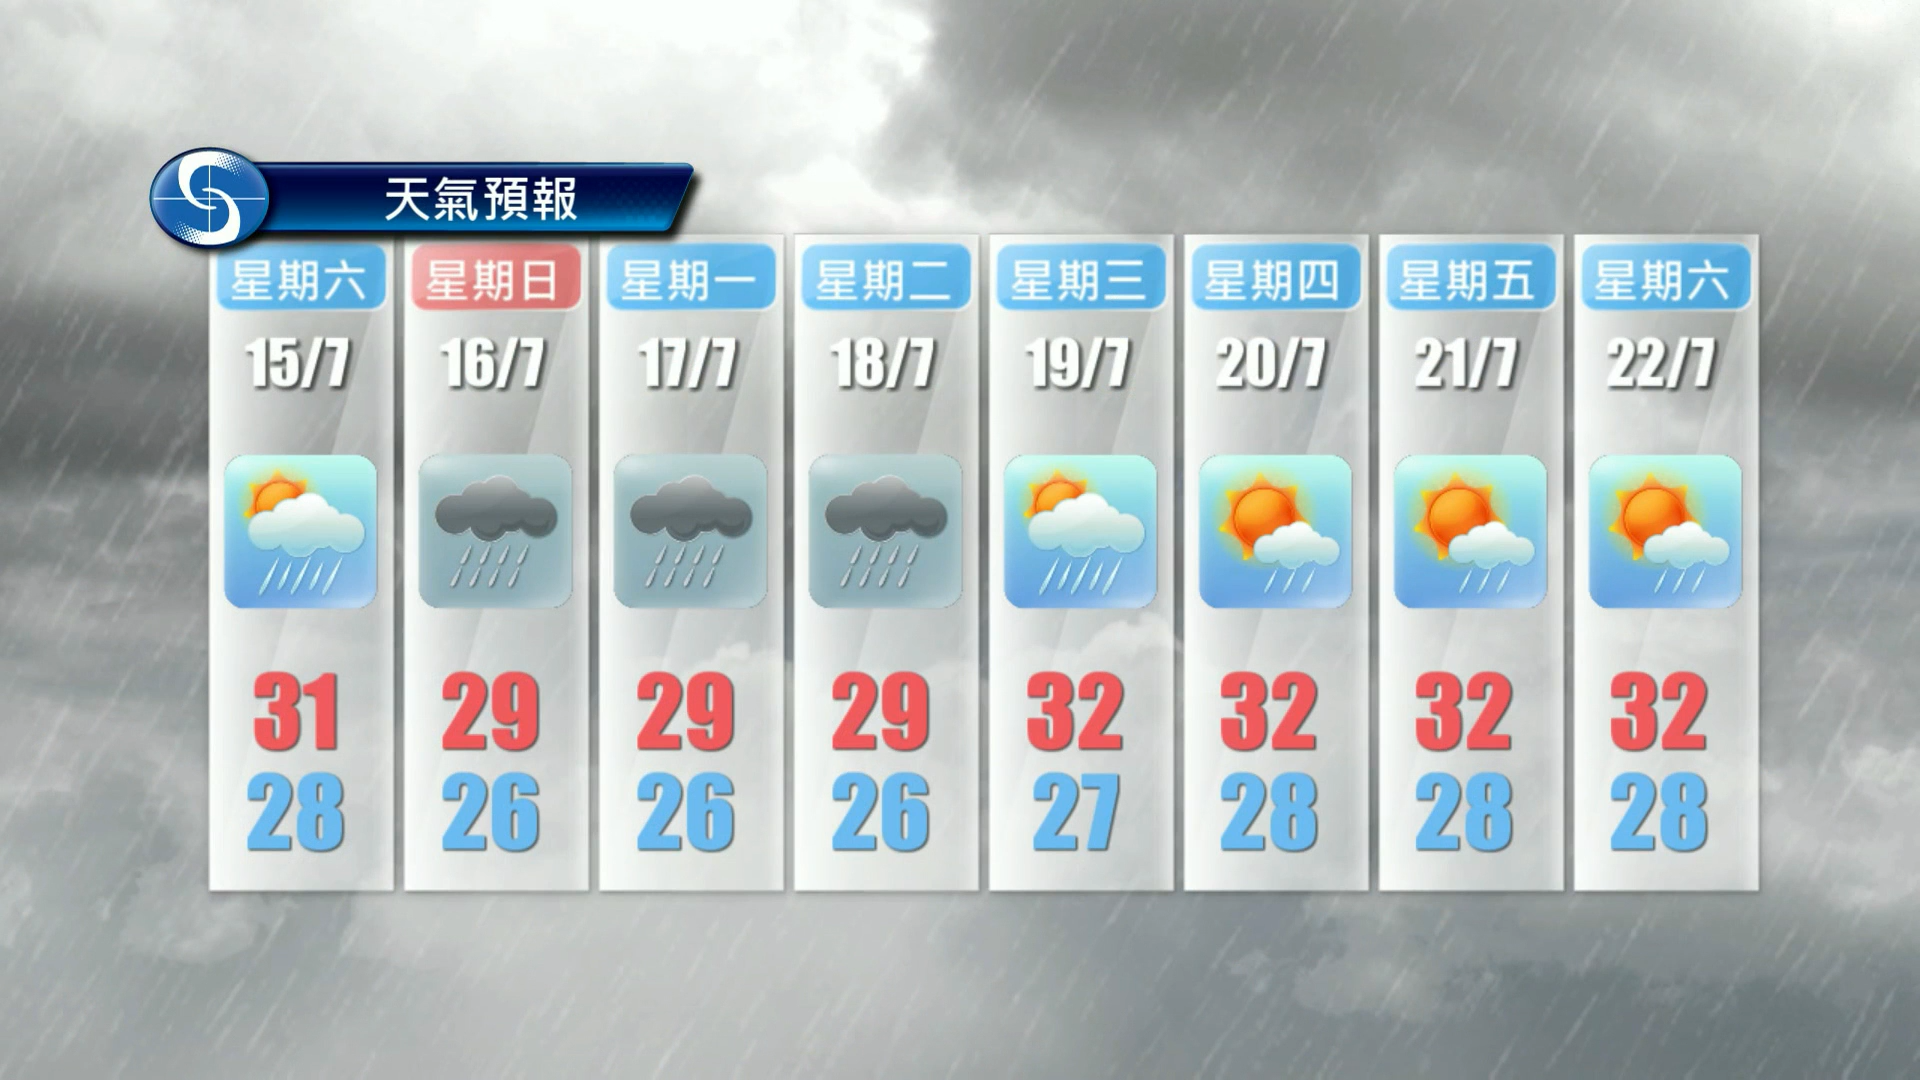 天氣預報
星期六 星期日 星期一 星期二 星期三 星期四 星期五 星期六
15/7 16/7 17/7 18/7 19/7 20/7 21/7 22/7
31 29 29 29 32 32 32 32
28 26 26 26 27 28 28 28